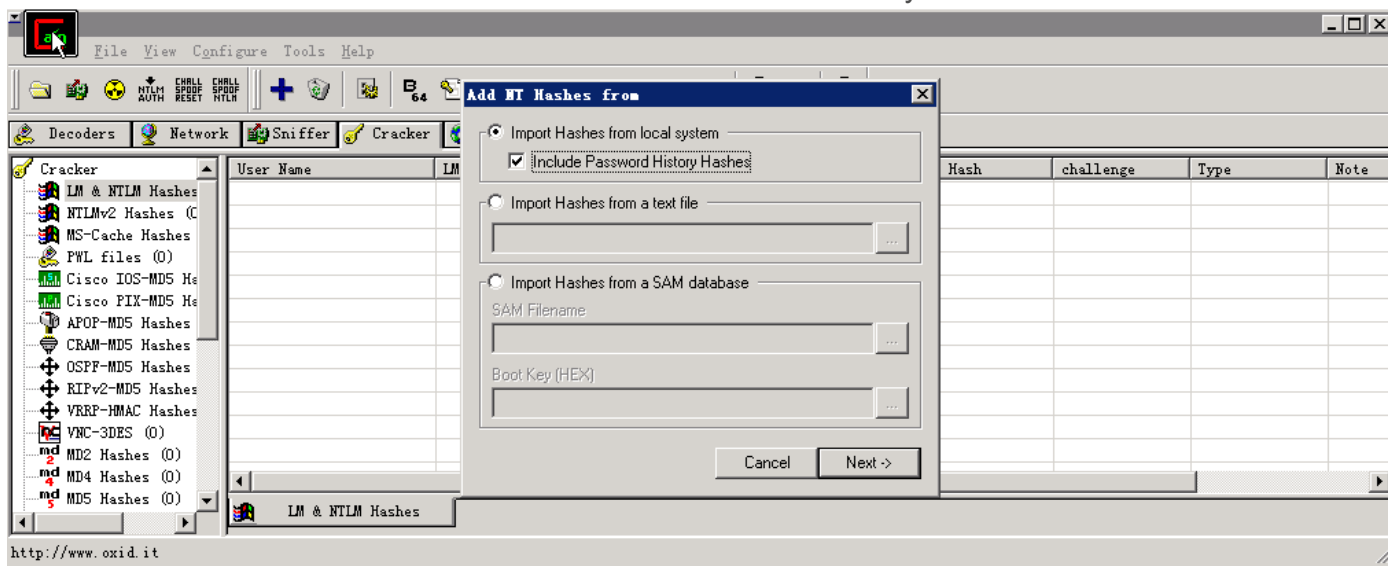 File View Configure Tools Help
NTLM AUTH
CHALL SPOOF RESET
CHALL SPOOF NTLM
B64
Decoders Network Sniffer Cracker
Cracker
LM & NTLM Hashes
NTLMv2 Hashes (C
MS-Cache Hashes
PWL files (0)
Cisco IOS-MD5 Ha
Cisco PIX-MD5 Ha
APOP-MD5 Hashes
CRAM-MD5 Hashes
OSPF-MD5 Hashes
RIPv2-MD5 Hashes
VRRP-HMAC Hashes
VNC-3DES (0)
MD2 Hashes (0)
MD4 Hashes (0)
MD5 Hashes (0)
User Name LM Hash challenge Type Note
Add NT Hashes from
Import Hashes from local system
Include Password History Hashes
Import Hashes from a text file
...
Import Hashes from a SAM database
SAM Filename
...
Boot Key (HEX)
...
Cancel Next ->
LM & NTLM Hashes
http://www.oxid.it